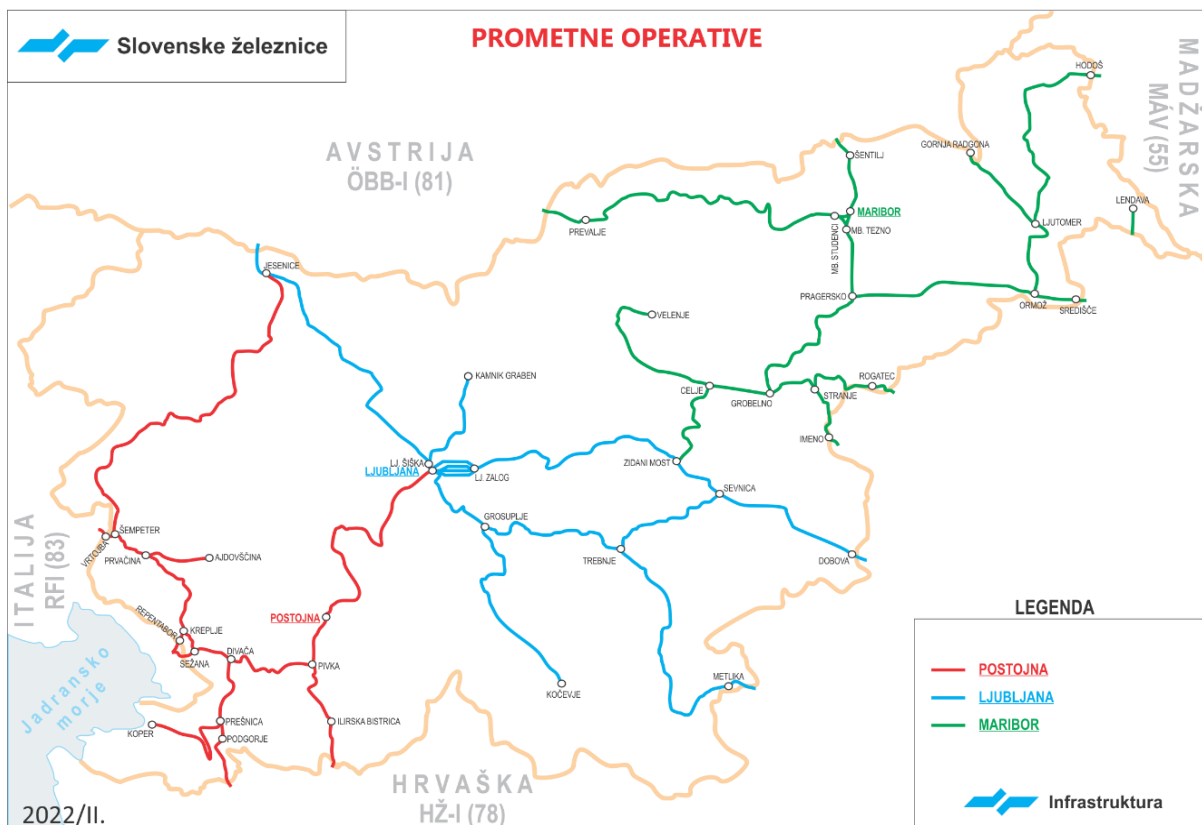 Slovenske železnice
PROMETNE OPERATIVE
MADŽARSKA
MÁV (55)
AVSTRIJA
ÖBB-I (81)
HODOŠ
GORNJA RADGONA
ŠENTILJ
LENDAVA
MARIBOR
PREVALJE
MB. STUDENCI
MB. TEZNO
LJUTOMER
JESENICE
PRAGERSKO
ORMOŽ
SREDIŠČE
VELENJE
KAMNIK GRABEN
CELJE
GROBELNO
STRANJE
ROGATEC
IMENO
LJ. ŠIŠKA
LJUBLJANA
LJ. ZALOG
ZIDANI MOST
SEVNICA
GROSUPLJE
TREBNJE
DOBOVA
ITALIJA
RFI (83)
ŠEMPETER
VRTOJBA
PRVAČINA
AJDOVŠČINA
REPENTABOR
KREPLJE
SEŽANA
DIVAČA
POSTOJNA
PIVKA
KOČEVJE
METLIKA
Jadransko
morje
KOPER
PREŠNICA
PODGORJE
ILIRSKA BISTRICA
HRVAŠKA
HŽ-I (78)
LEGENDA
POSTOJNA
LJUBLJANA
MARIBOR
Infrastruktura
2022/II.